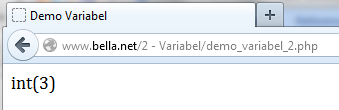 Demo Variabel
www.bella.net/2 - Variabel/demo_variabel_2.php
int(3)